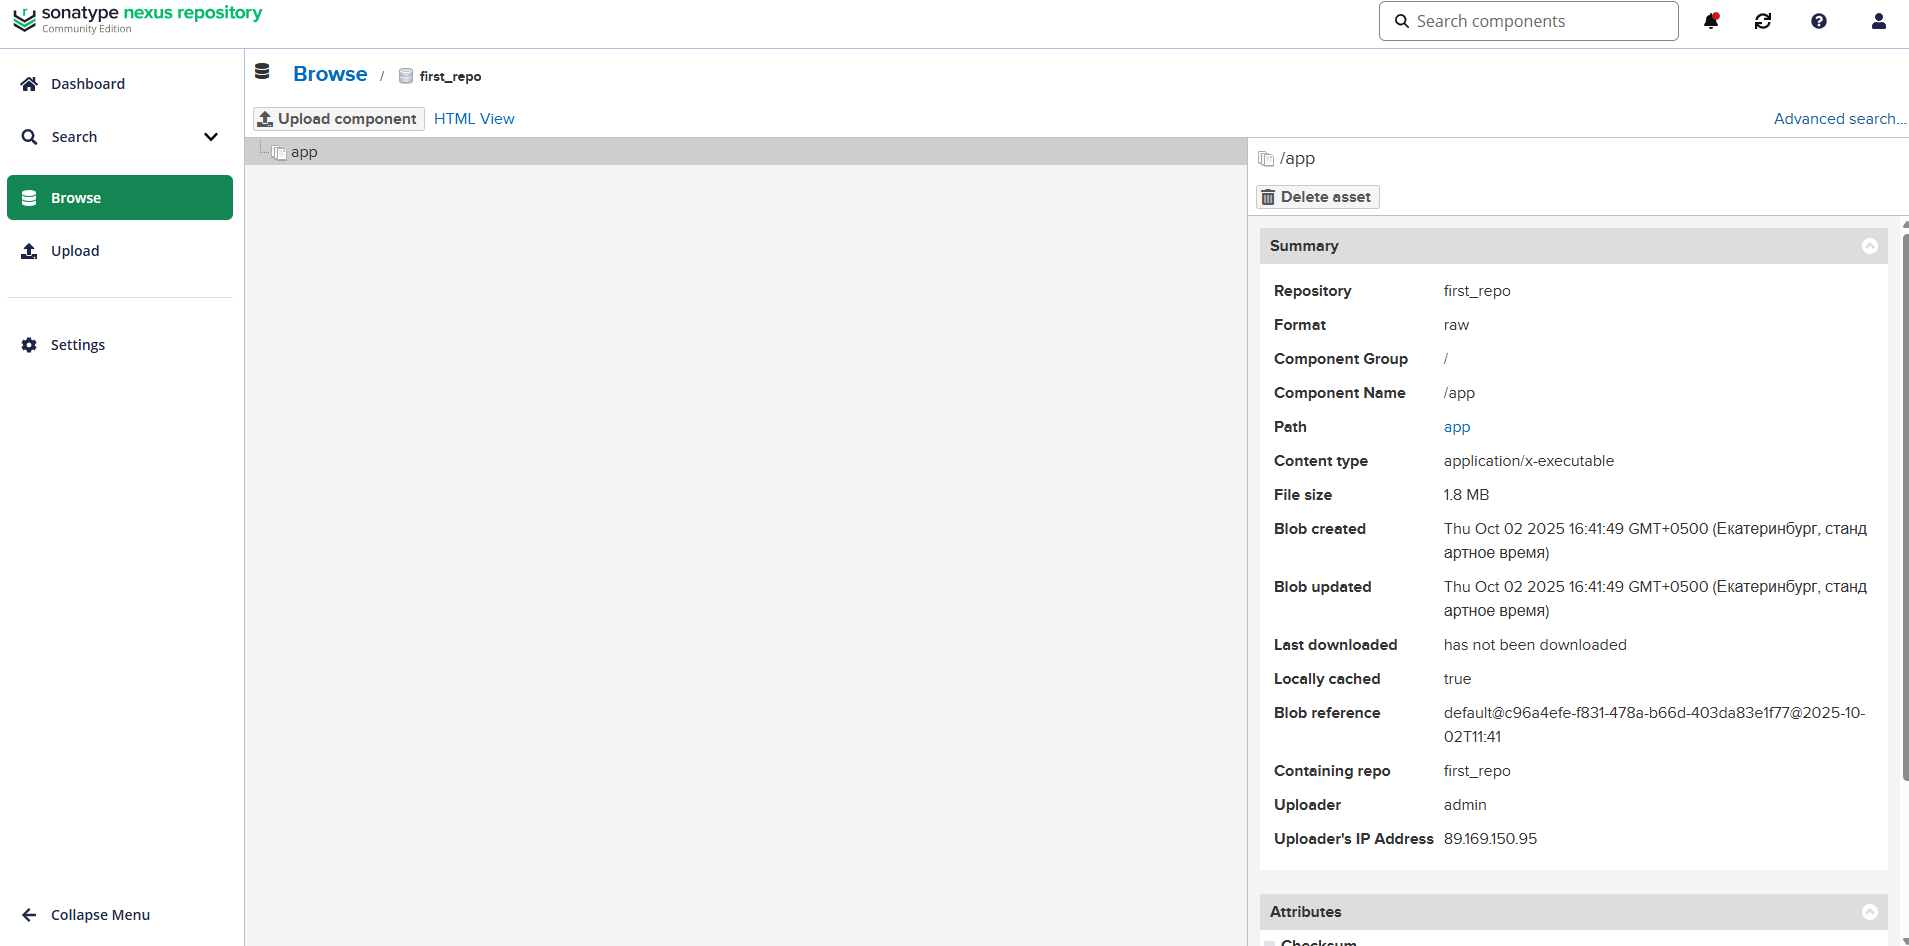 sonatype nexus repository
Community Edition
Search components
Dashboard
Search
Browse
Upload
Settings
Collapse Menu
Browse / first_repo
Upload component HTML View
Advanced search...
app
/app
Delete asset
Summary
Repository first_repo
Format raw
Component Group /
Component Name /app
Path app
Content type application/x-executable
File size 1.8 MB
Blob created Thu Oct 02 2025 16:41:49 GMT+0500 (Екатеринбург, станд
артное время)
Blob updated Thu Oct 02 2025 16:41:49 GMT+0500 (Екатеринбург, станд
артное время)
Last downloaded has not been downloaded
Locally cached true
Blob reference default@c96a4efe-f831-478a-b66d-403da83e1f77@2025-10-
02T11:41
Containing repo first_repo
Uploader admin
Uploader's IP Address 89.169.150.95
Attributes
Checksum